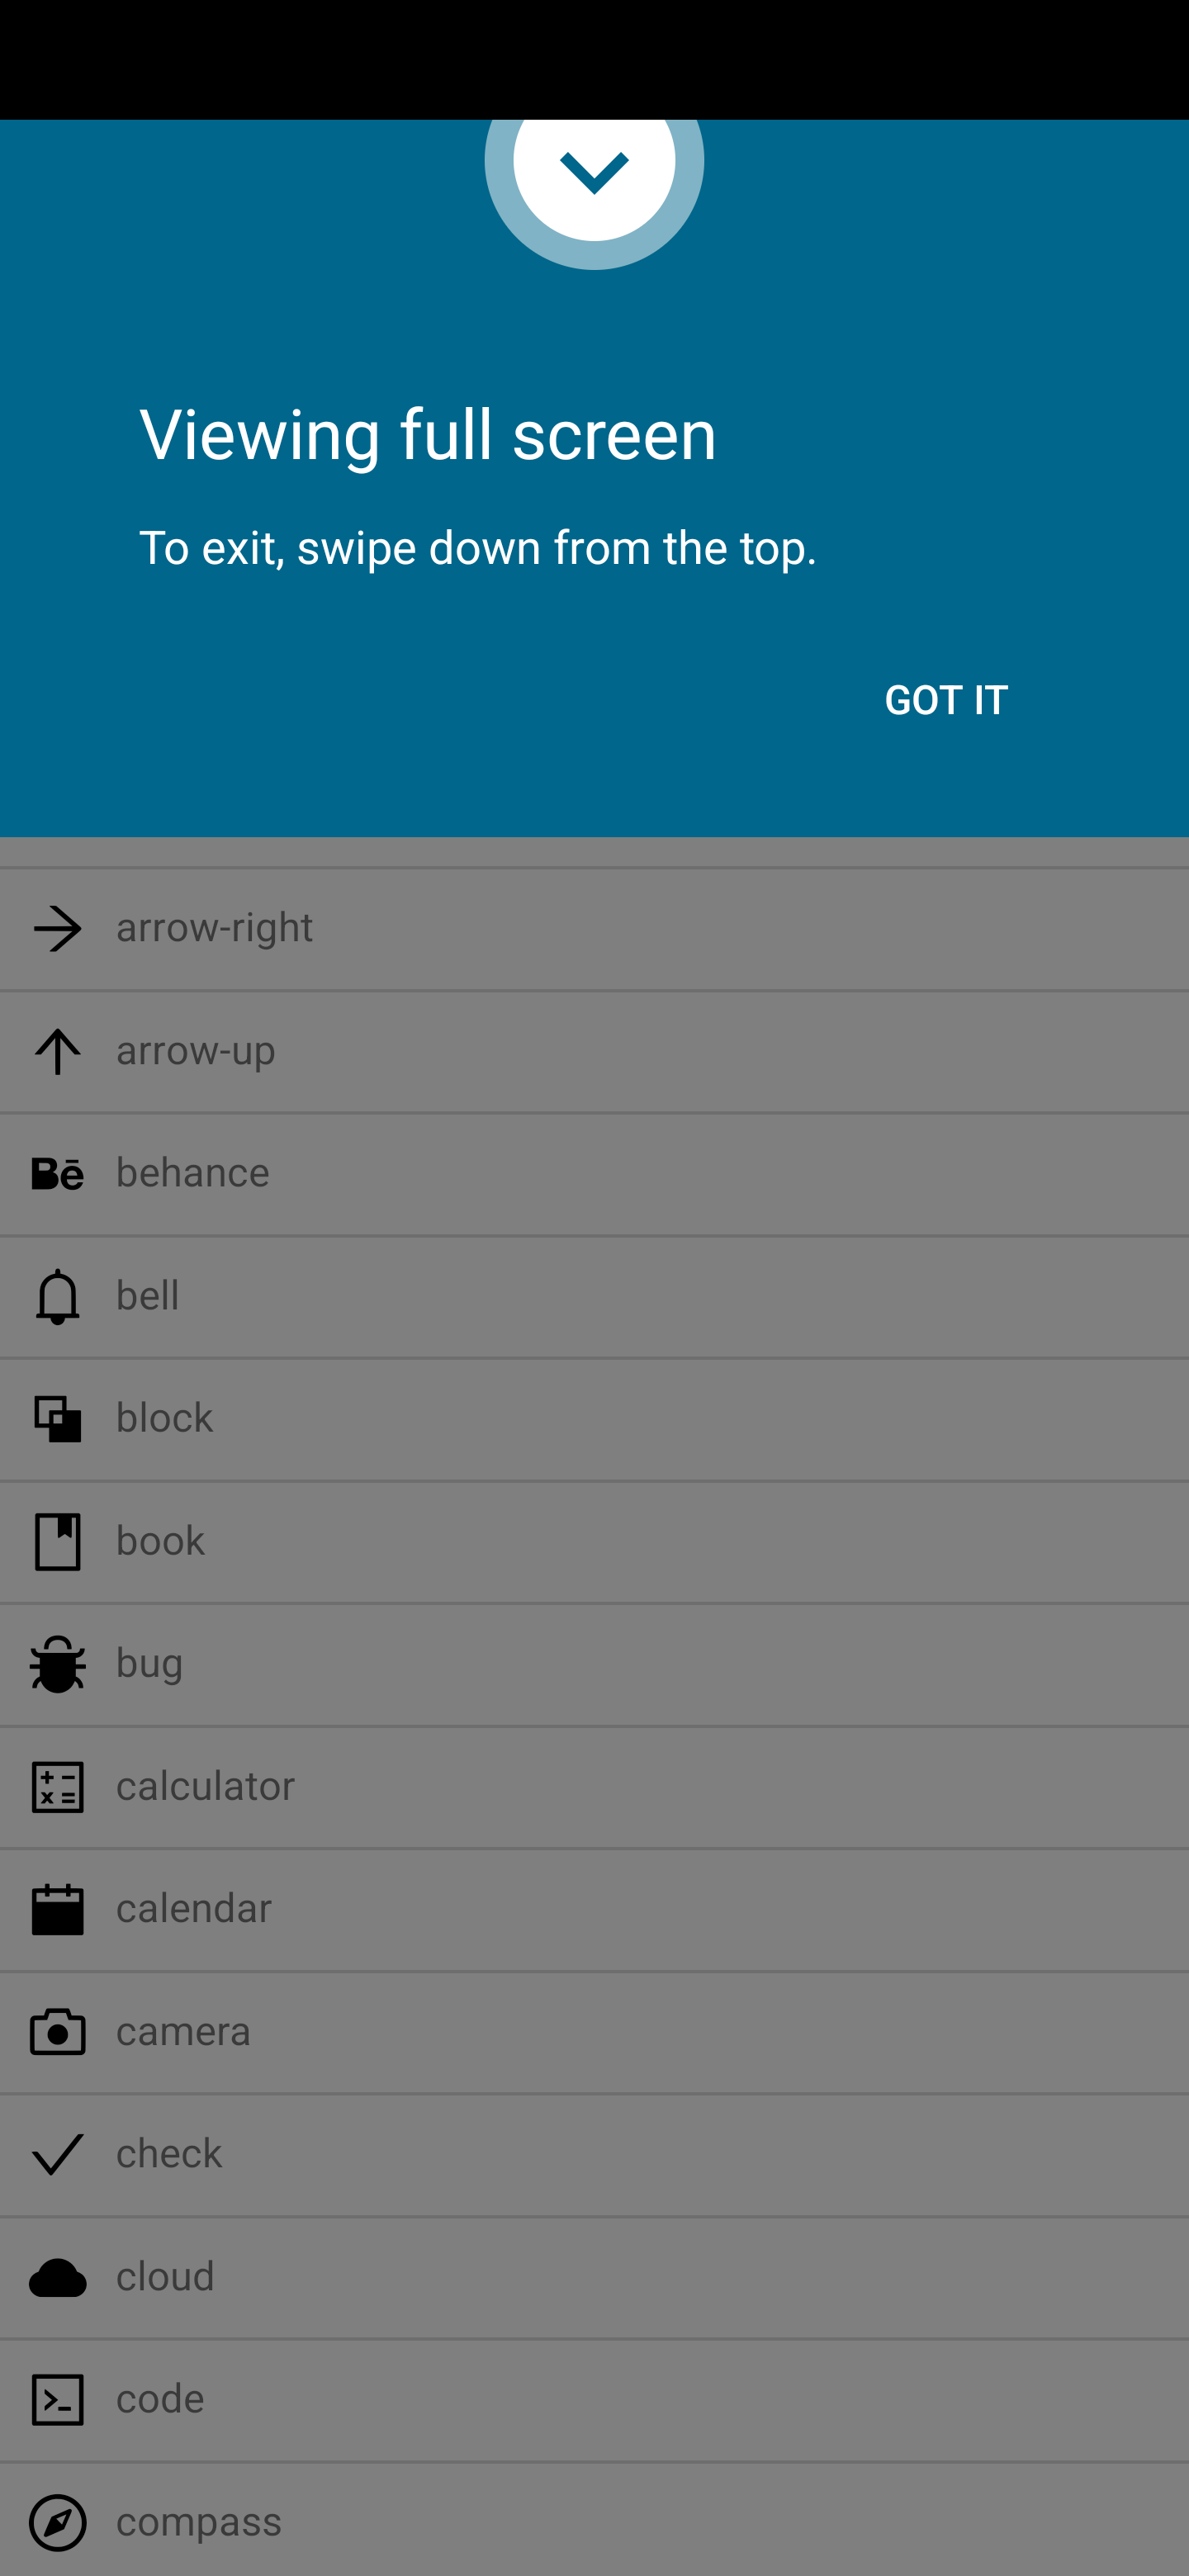 Viewing full screen
To exit, swipe down from the top.
GOT IT
arrow-right
arrow-up
Bē behance
bell
block
book
bug
calculator
calendar
camera
check
cloud
code
compass